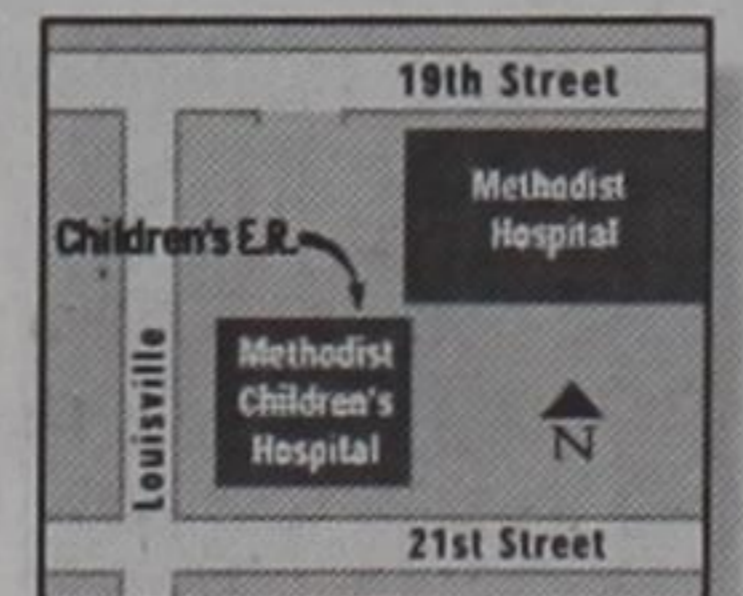 19th Street
Methodist
Hospital
Children's E.R.
Methodist
Children's
Hospital
Louisville
N
21st Street